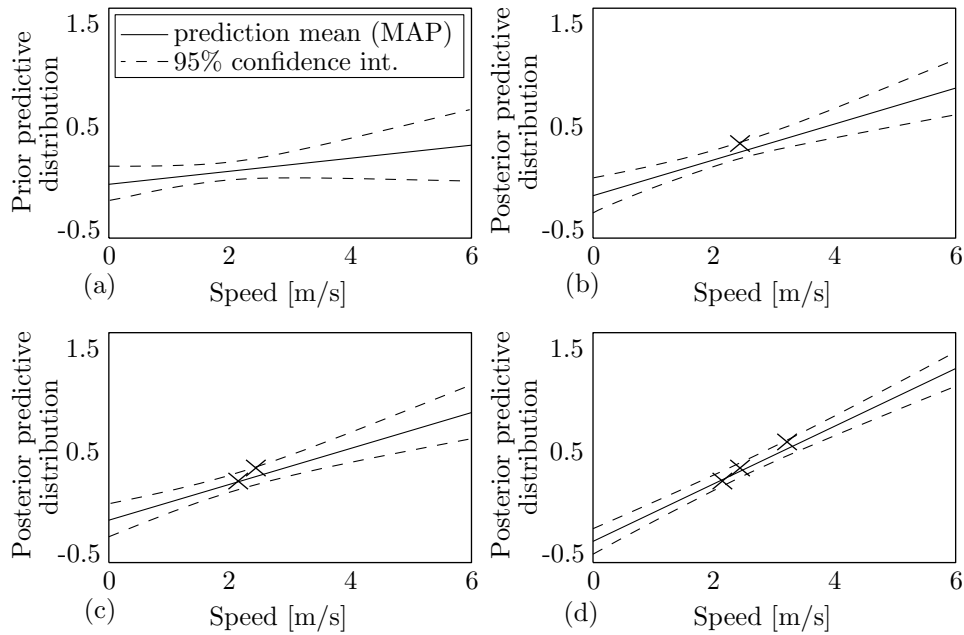 1.5
0.5
-0.5
Prior predictive
distribution
prediction mean (MAP)
95% confidence int.
0
2
4
6
Speed [m/s]
(a)
1.5
0.5
-0.5
Posterior predictive
distribution
0
2
4
6
Speed [m/s]
(b)
1.5
0.5
-0.5
Posterior predictive
distribution
0
2
4
6
Speed [m/s]
(c)
1.5
0.5
-0.5
Posterior predictive
distribution
0
2
4
6
Speed [m/s]
(d)